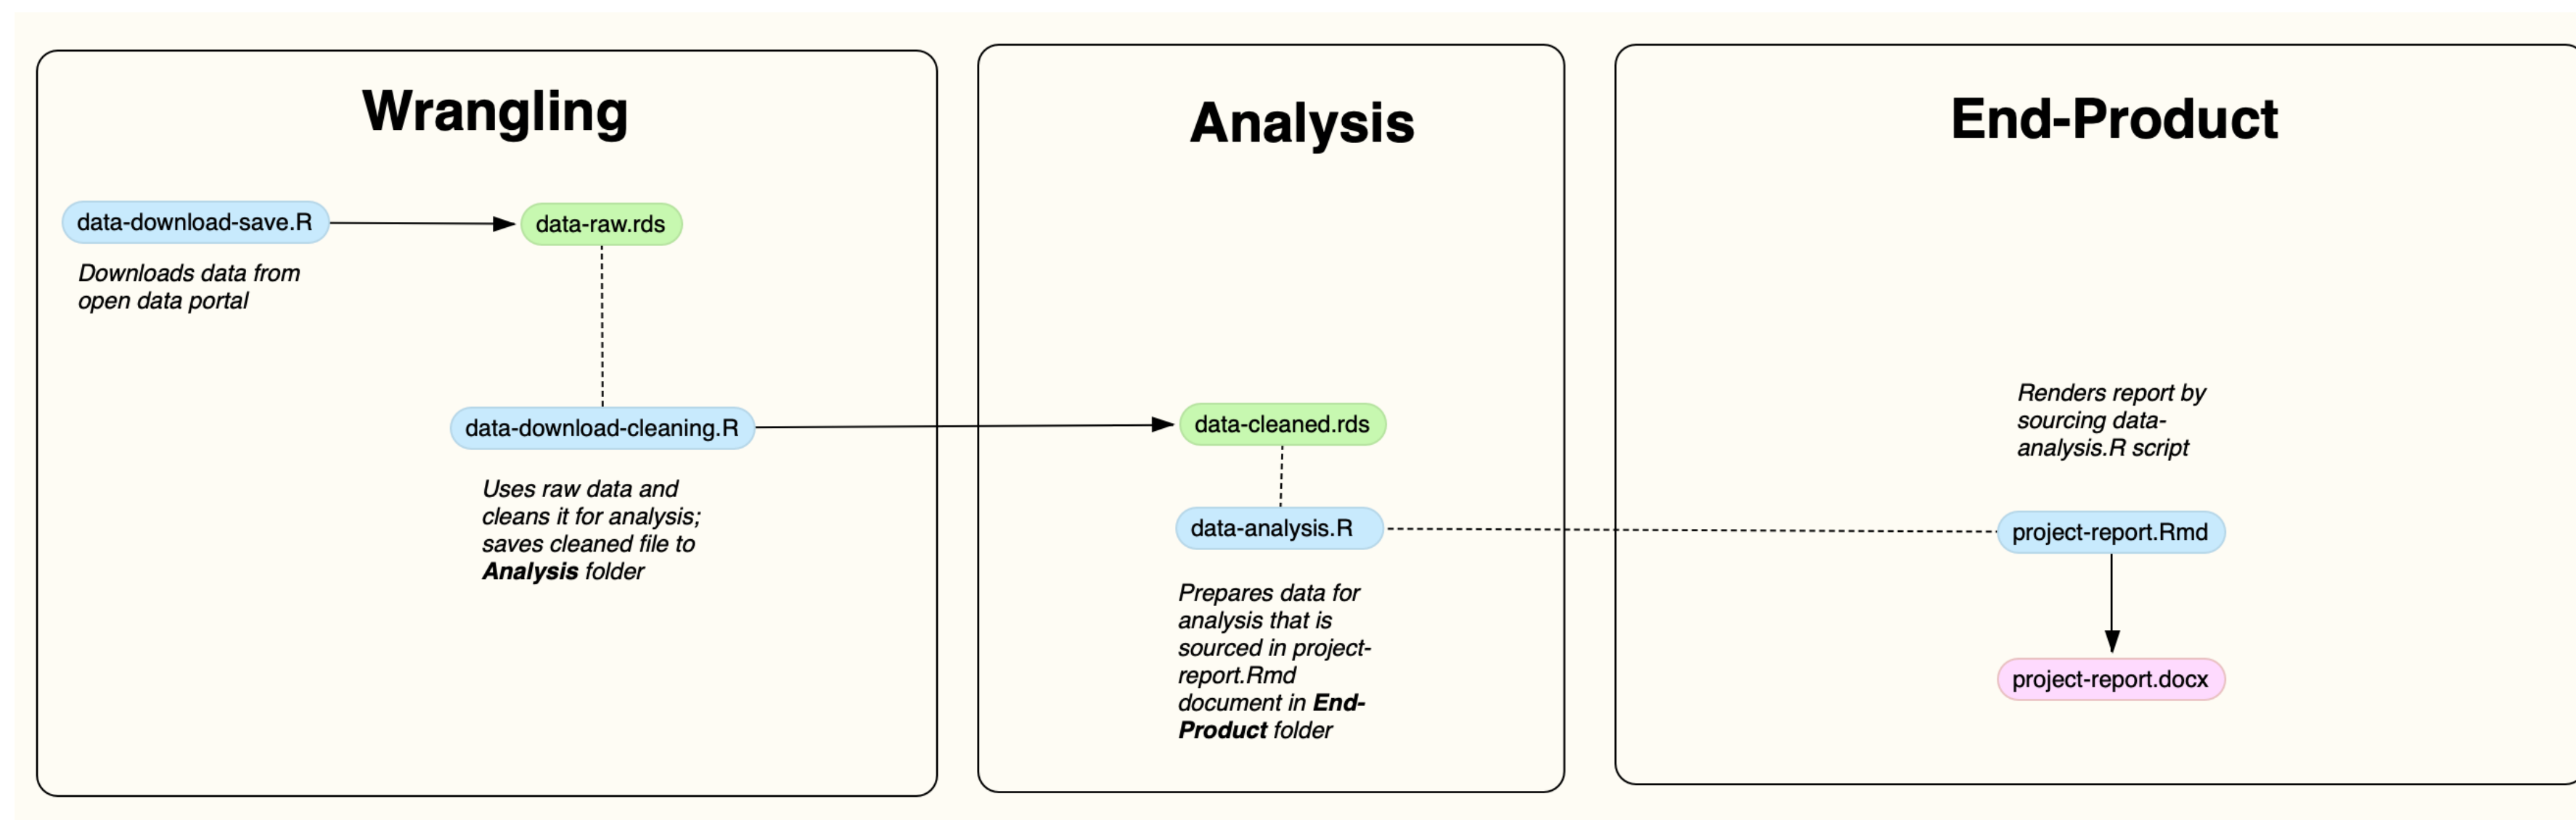 Wrangling
data-download-save.R
data-raw.rds
Downloads data from
open data portal
data-download-cleaning.R
Uses raw data and
cleans it for analysis;
saves cleaned file to
Analysis folder
Analysis
data-cleaned.rds
data-analysis.R
Prepares data for
analysis that is
sourced in project-
report.Rmd
document in End-
Product folder
End-Product
Renders report by
sourcing data-
analysis.R script
project-report.Rmd
project-report.docx